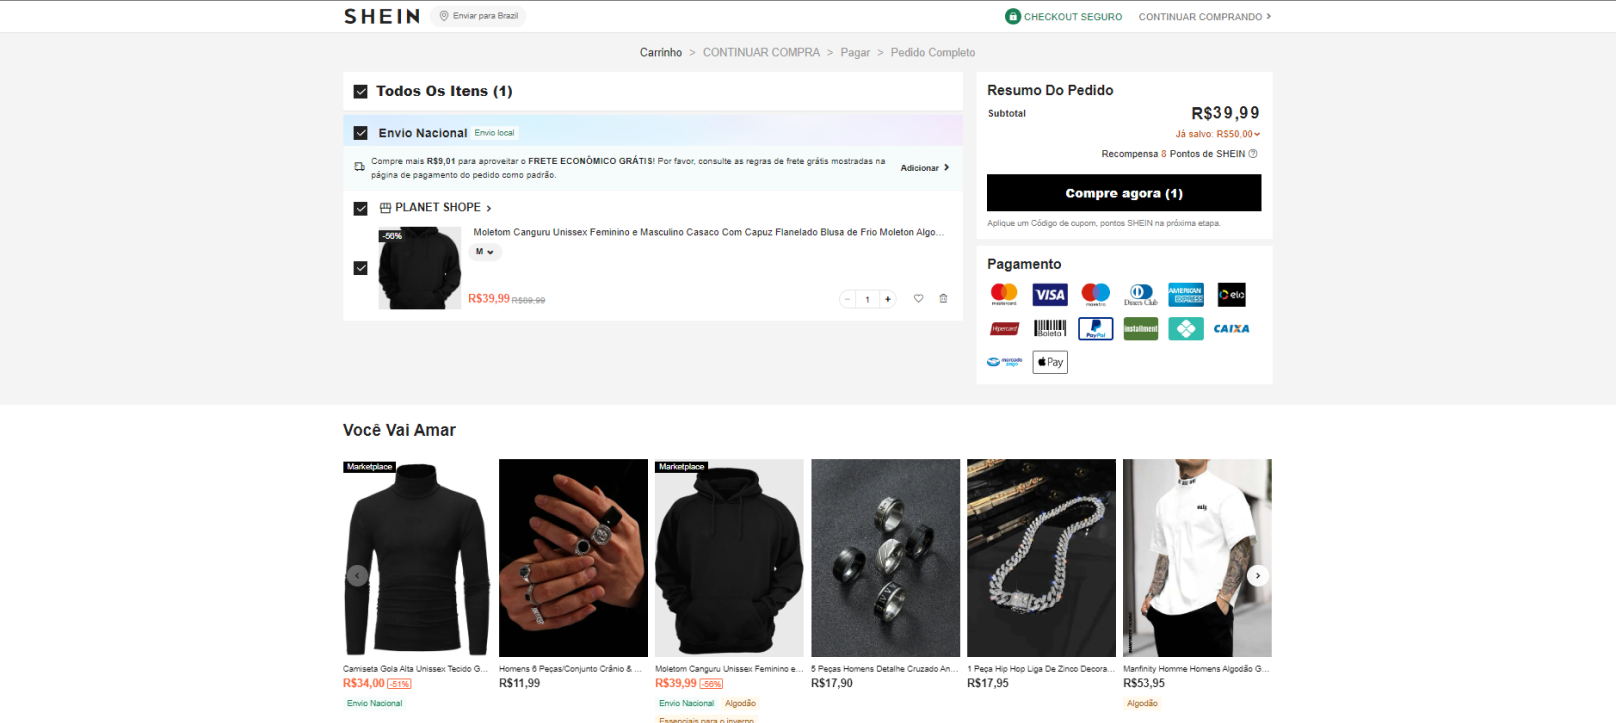 SHEIN
Enviar para Brazil
CHECKOUT SEGURO
CONTINUAR COMPRANDO >
Carrinho > CONTINUAR COMPRA > Pagar > Pedido Completo
Todos Os Itens (1)
Envio Nacional Envio local
Compre mais R$9,01 para aproveitar o FRETE ECONÔMICO GRÁTIS! Por favor, consulte as regras de frete grátis mostradas na
página de pagamento do pedido como padrão.
Adicionar >
PLANET SHOPE >
-56%
Moletom Canguru Unissex Feminino e Masculino Casaco Com Capuz Flanelado Blusa de Frio Moleton Algo...
M
R$39,99 R$89,99
− 1 +
Resumo Do Pedido
Subtotal R$39,99
Já salvo: R$50,00
Recompensa 8 Pontos de SHEIN ?
Compre agora (1)
Aplique um Código de cupom, pontos SHEIN na próxima etapa.
Pagamento
mastercard VISA maestro Diners Club AMERICAN EXPRESS elo
Hipercard Boleto PayPal Installment CAIXA
mercado pago Pay
Você Vai Amar
Marketplace
Camiseta Gola Alta Unissex Tecido G...
R$34,00 -51%
Envio Nacional
Homens 6 Peças/Conjunto Crânio & ...
R$11,99
Marketplace
Moletom Canguru Unissex Feminino e...
R$39,99 -56%
Envio Nacional Algodão
Essenciais para o inverno
5 Peças Homens Detalhe Cruzado An...
R$17,90
1 Peça Hip Hop Liga De Zinco Decora...
R$17,95
Manfinity Homme Homens Algodão G...
R$53,95
Algodão